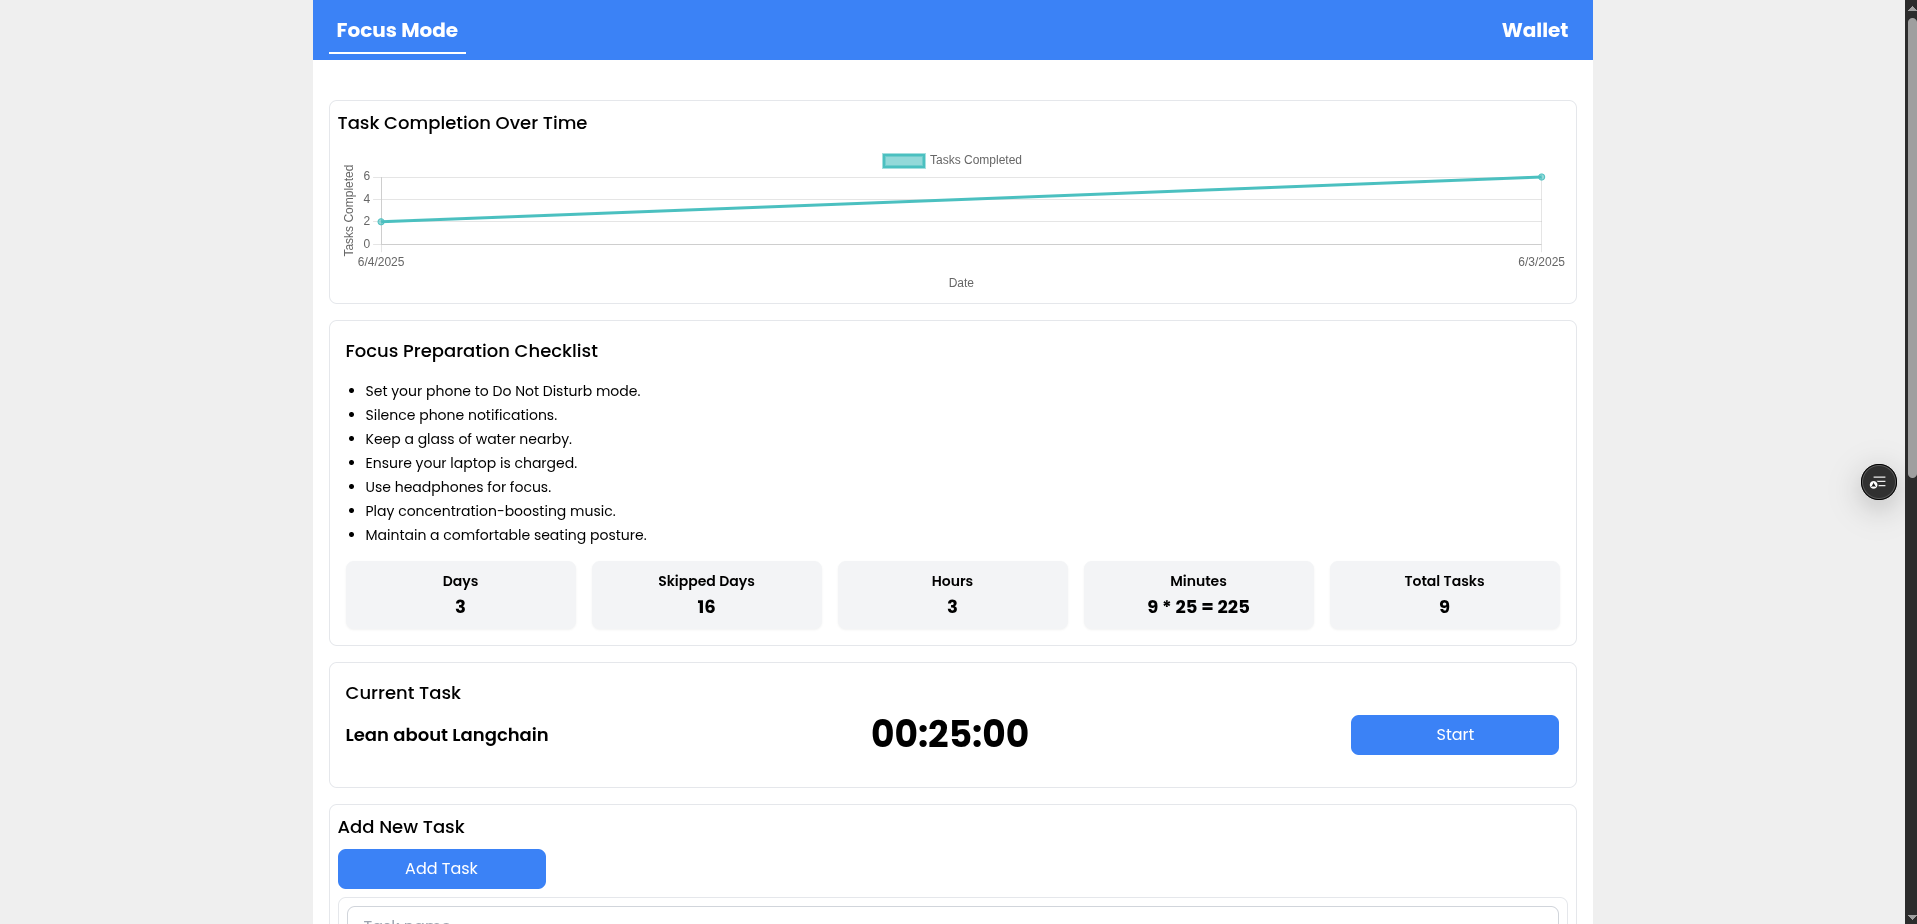 Focus Mode
Wallet
Task Completion Over Time
Tasks Completed
Tasks Completed
6
4
2
0
6/4/2025
6/3/2025
Date
Focus Preparation Checklist
Set your phone to Do Not Disturb mode.
Silence phone notifications.
Keep a glass of water nearby.
Ensure your laptop is charged.
Use headphones for focus.
Play concentration-boosting music.
Maintain a comfortable seating posture.
Days
3
Skipped Days
16
Hours
3
Minutes
9 * 25 = 225
Total Tasks
9
Current Task
Lean about Langchain
00:25:00
Start
Add New Task
Add Task
Task name